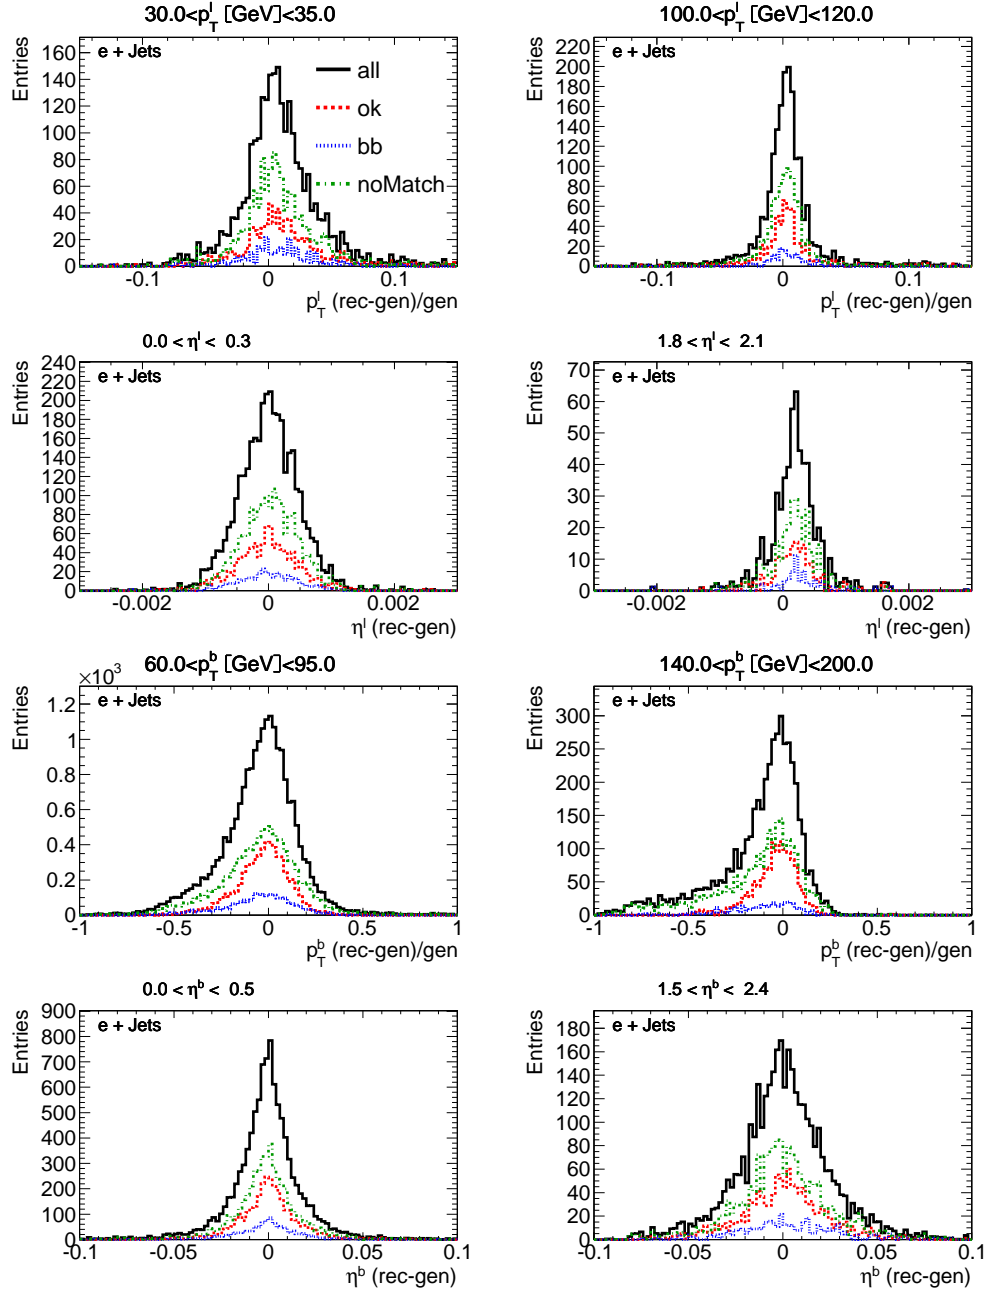 30.0<p_T^l [GeV]<35.0
Entries
e + Jets
all
ok
bb
noMatch
160
140
120
100
80
60
40
20
0
-0.1 0 0.1
p_T^l (rec-gen)/gen
100.0<p_T^l [GeV]<120.0
Entries
e + Jets
220
200
180
160
140
120
100
80
60
40
20
0
-0.1 0 0.1
p_T^l (rec-gen)/gen
0.0 < η^l < 0.3
Entries
e + Jets
240
220
200
180
160
140
120
100
80
60
40
20
0
-0.002 0 0.002
η^l (rec-gen)
1.8 < η^l < 2.1
Entries
e + Jets
70
60
50
40
30
20
10
0
-0.002 0 0.002
η^l (rec-gen)
60.0<p_T^b [GeV]<95.0
×10^3
Entries
e + Jets
1.2
1
0.8
0.6
0.4
0.2
0
-1 -0.5 0 0.5 1
p_T^b (rec-gen)/gen
140.0<p_T^b [GeV]<200.0
Entries
e + Jets
300
250
200
150
100
50
0
-1 -0.5 0 0.5 1
p_T^b (rec-gen)/gen
0.0 < η^b < 0.5
Entries
e + Jets
900
800
700
600
500
400
300
200
100
0
-0.1 -0.05 0 0.05 0.1
η^b (rec-gen)
1.5 < η^b < 2.4
Entries
e + Jets
180
160
140
120
100
80
60
40
20
0
-0.1 -0.05 0 0.05 0.1
η^b (rec-gen)